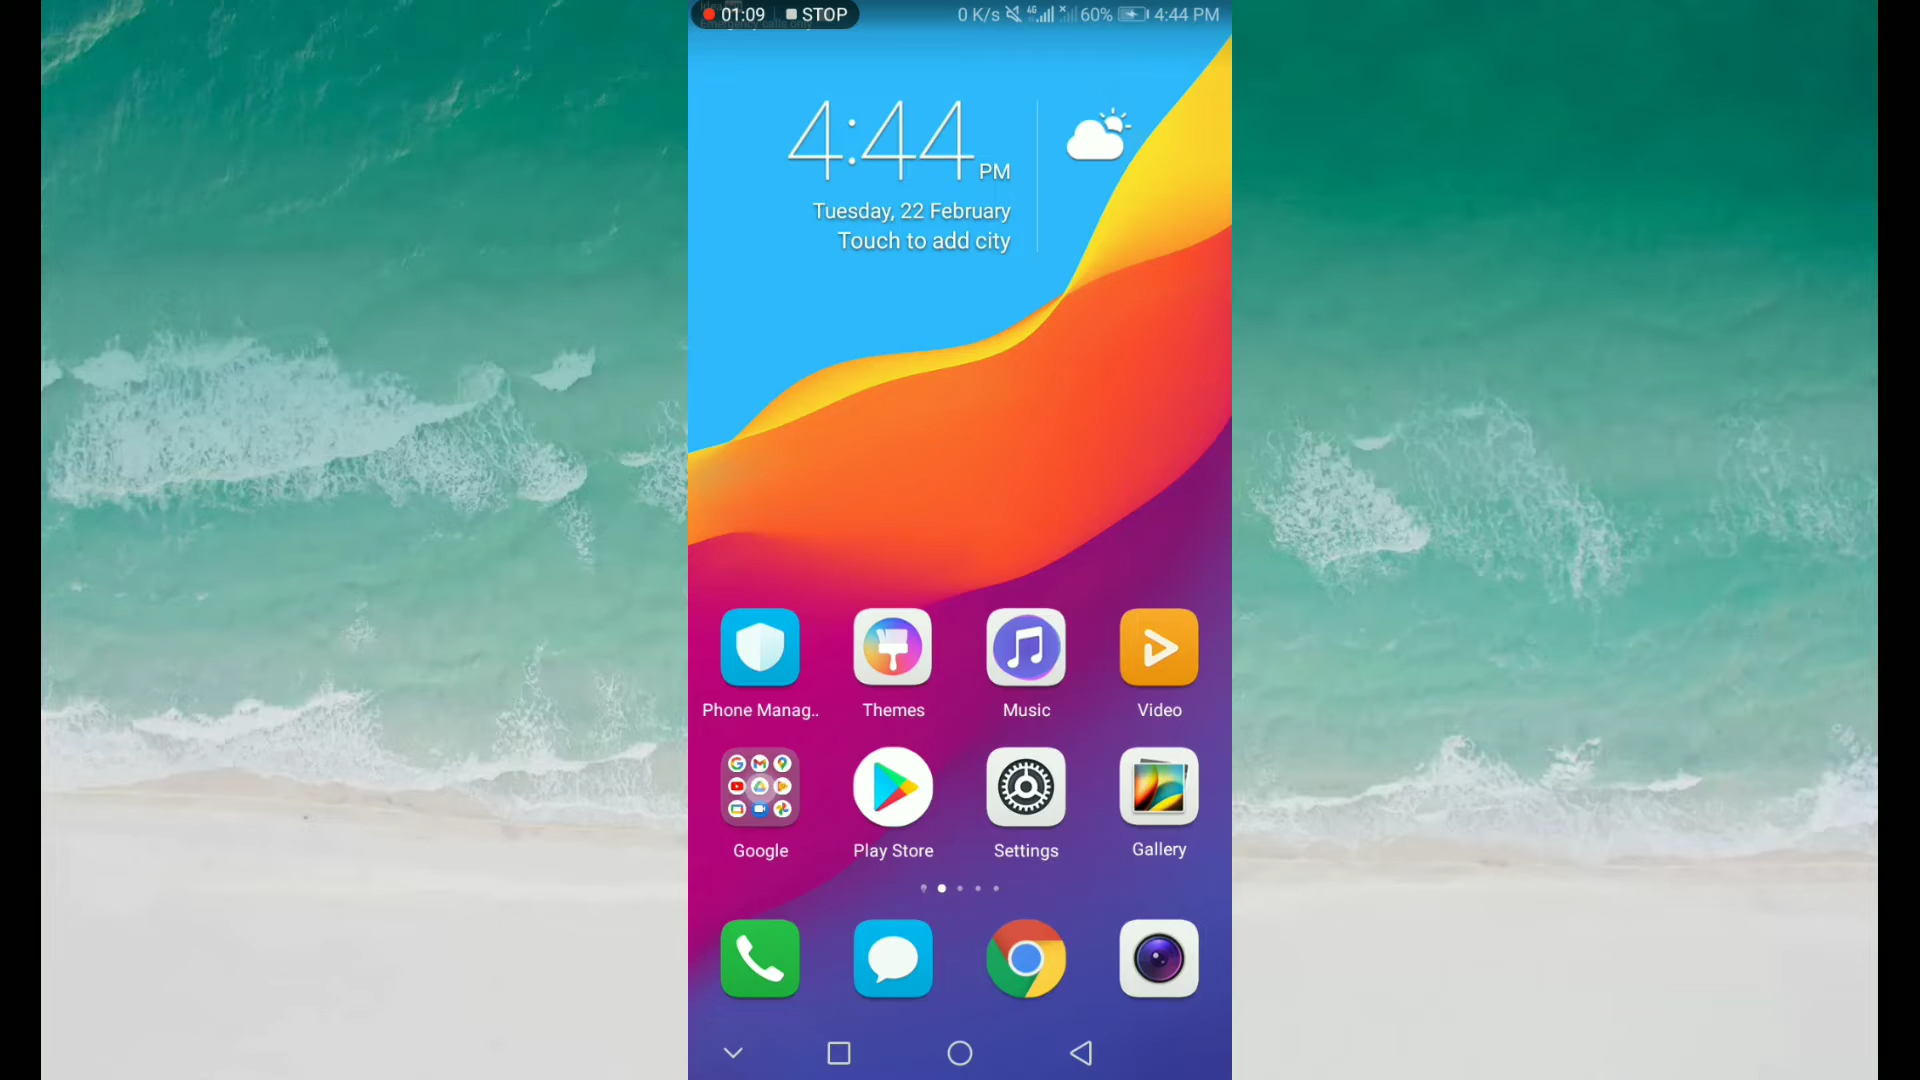 01:09 STOP
0 K/s 4G 60% 4:44 PM
4:44 PM
Tuesday, 22 February
Touch to add city
Phone Manag..
Themes
Music
Video
Google
Play Store
Settings
Gallery